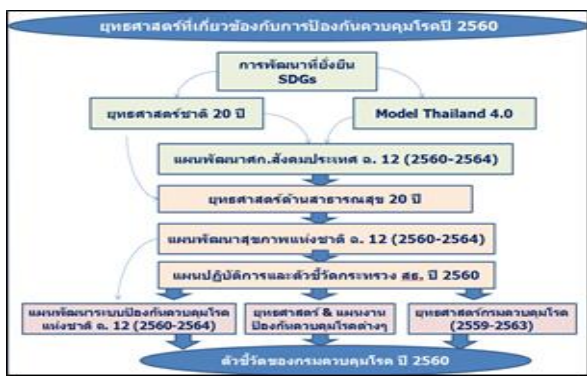 ยุทธศาสตร์ที่เกี่ยวข้องกับการป้องกันควบคุมโรคปี 2560
การพัฒนาที่ยั่งยืน
SDGs
ยุทธศาสตร์ชาติ 20 ปี
Model Thailand 4.0
แผนพัฒนาศก.สังคมประเทศ ฉ. 12 (2560-2564)
ยุทธศาสตร์ด้านสาธารณสุข 20 ปี
แผนพัฒนาสุขภาพแห่งชาติ ฉ. 12 (2560-2564)
แผนปฏิบัติการและตัวชี้วัดกระทรวง สธ. ปี 2560
แผนพัฒนาระบบป้องกันควบคุมโรค
แห่งชาติ ฉ. 12 (2560-2564)
ยุทธศาสตร์ & แผนงาน
ป้องกันควบคุมโรคต่างๆ
ยุทธศาสตร์กรมควบคุมโรค
(2559-2563)
ตัวชี้วัดของกรมควบคุมโรค ปี 2560